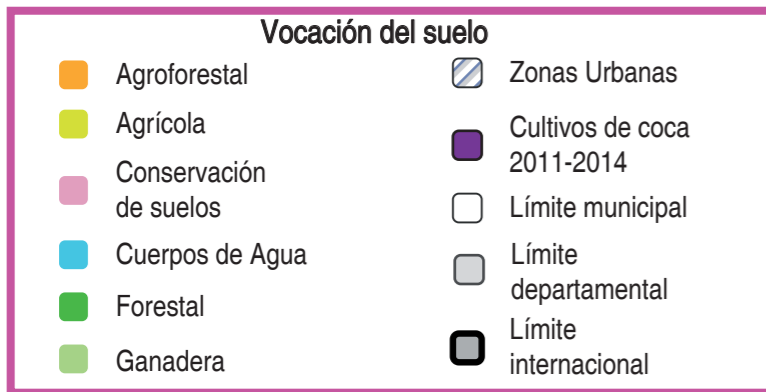 Vocación del suelo
Agroforestal
Agrícola
Conservación
de suelos
Cuerpos de Agua
Forestal
Ganadera
Zonas Urbanas
Cultivos de coca
2011-2014
Límite municipal
Límite
departamental
Límite
internacional